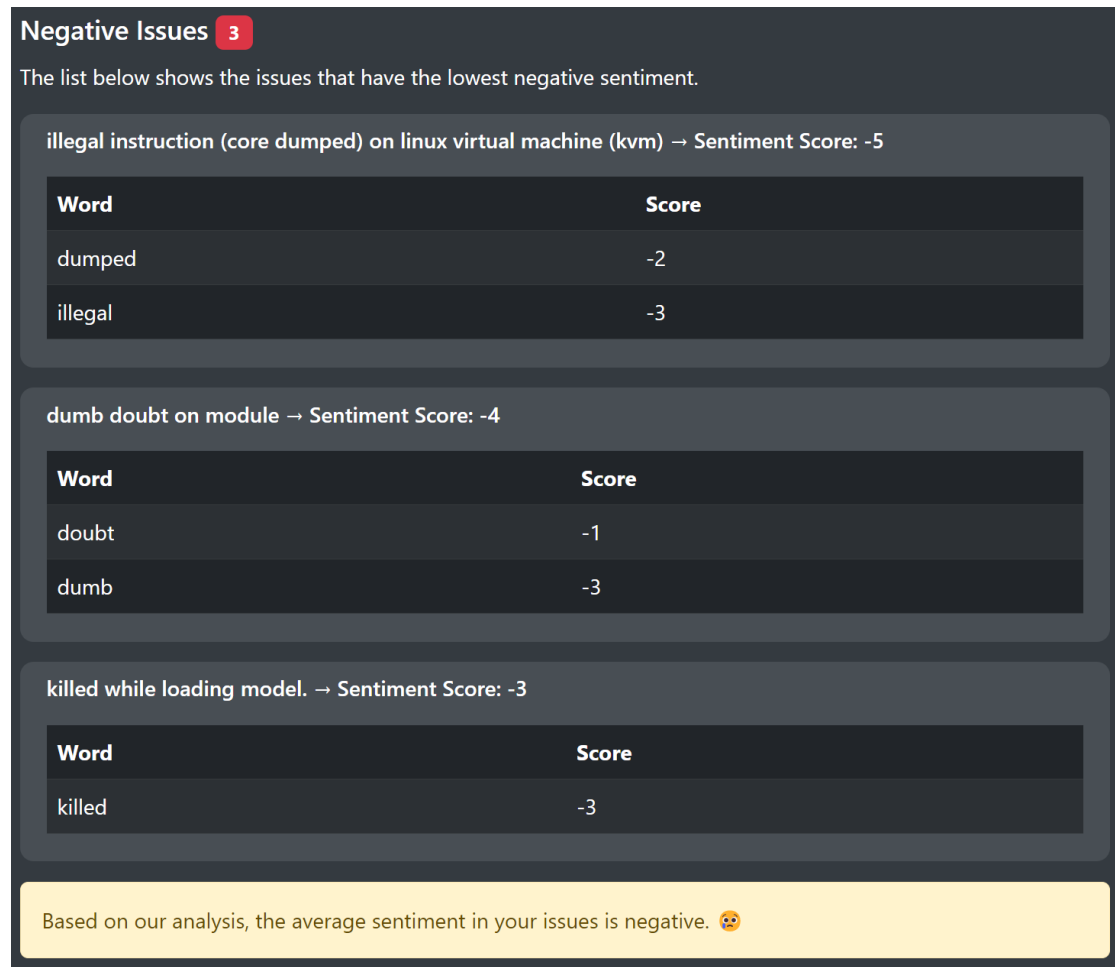 Negative Issues 3
The list below shows the issues that have the lowest negative sentiment.
illegal instruction (core dumped) on linux virtual machine (kvm) → Sentiment Score: -5
Word Score
dumped -2
illegal -3
dumb doubt on module → Sentiment Score: -4
Word Score
doubt -1
dumb -3
killed while loading model. → Sentiment Score: -3
Word Score
killed -3
Based on our analysis, the average sentiment in your issues is negative. 😢